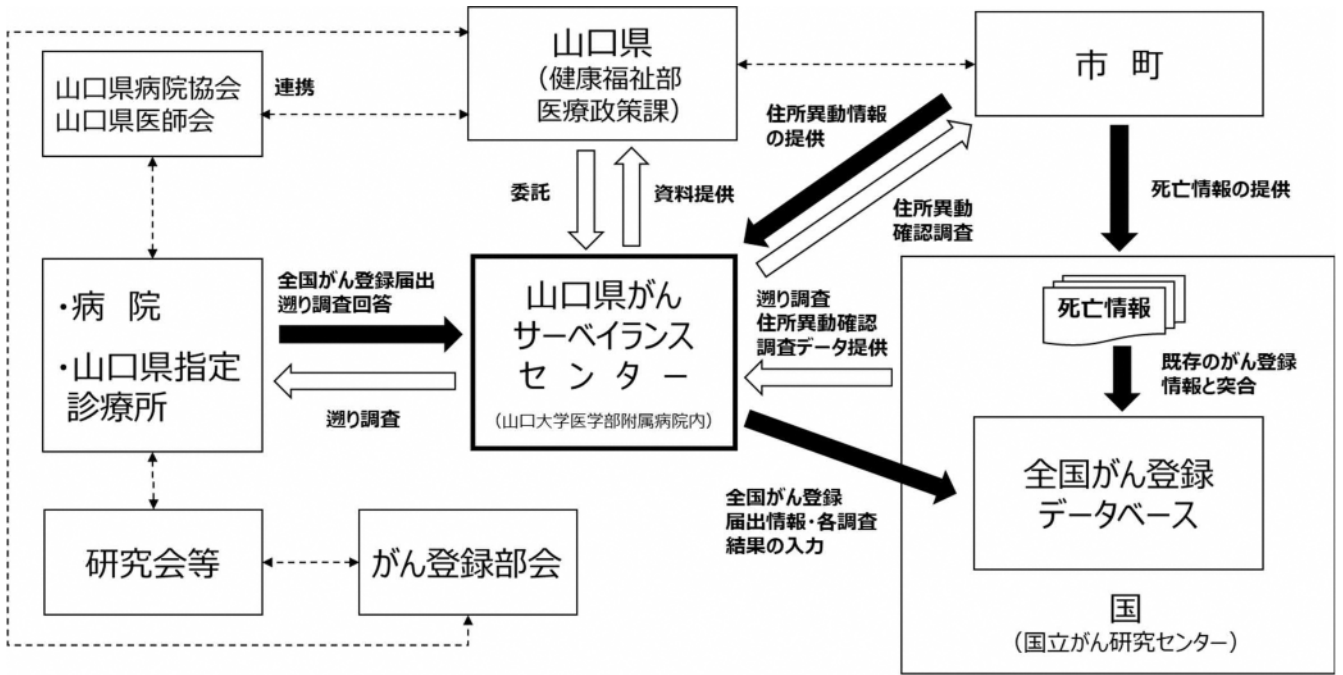 山口県
（健康福祉部
医療政策課）
市 町
山口県病院協会
山口県医師会
連携
住所異動情報
の提供
死亡情報の提供
委託
資料提供
住所異動
確認調査
・病 院
・山口県指定
診療所
全国がん登録届出
遡り調査回答
遡り調査
山口県がん
サーベイランス
センター
（山口大学医学部附属病院内）
遡り調査
住所異動確認
調査データ提供
死亡情報
既存のがん登録
情報と突合
全国がん登録
データベース
全国がん登録
届出情報・各調査
結果の入力
研究会等
がん登録部会
国
（国立がん研究センター）